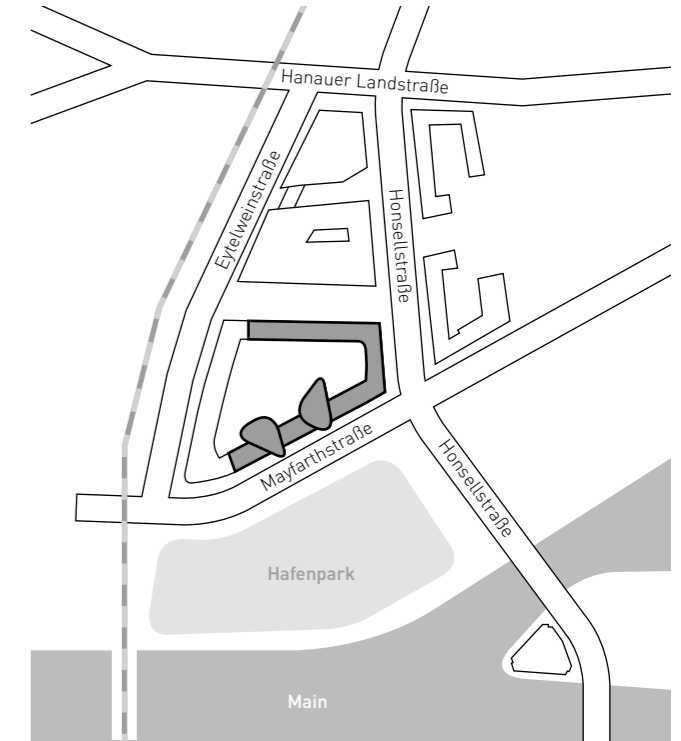 Hanauer Landstraße
Eytelweinstraße
Honsellstraße
Mayfarthstraße
Honsellstraße
Hafenpark
Main